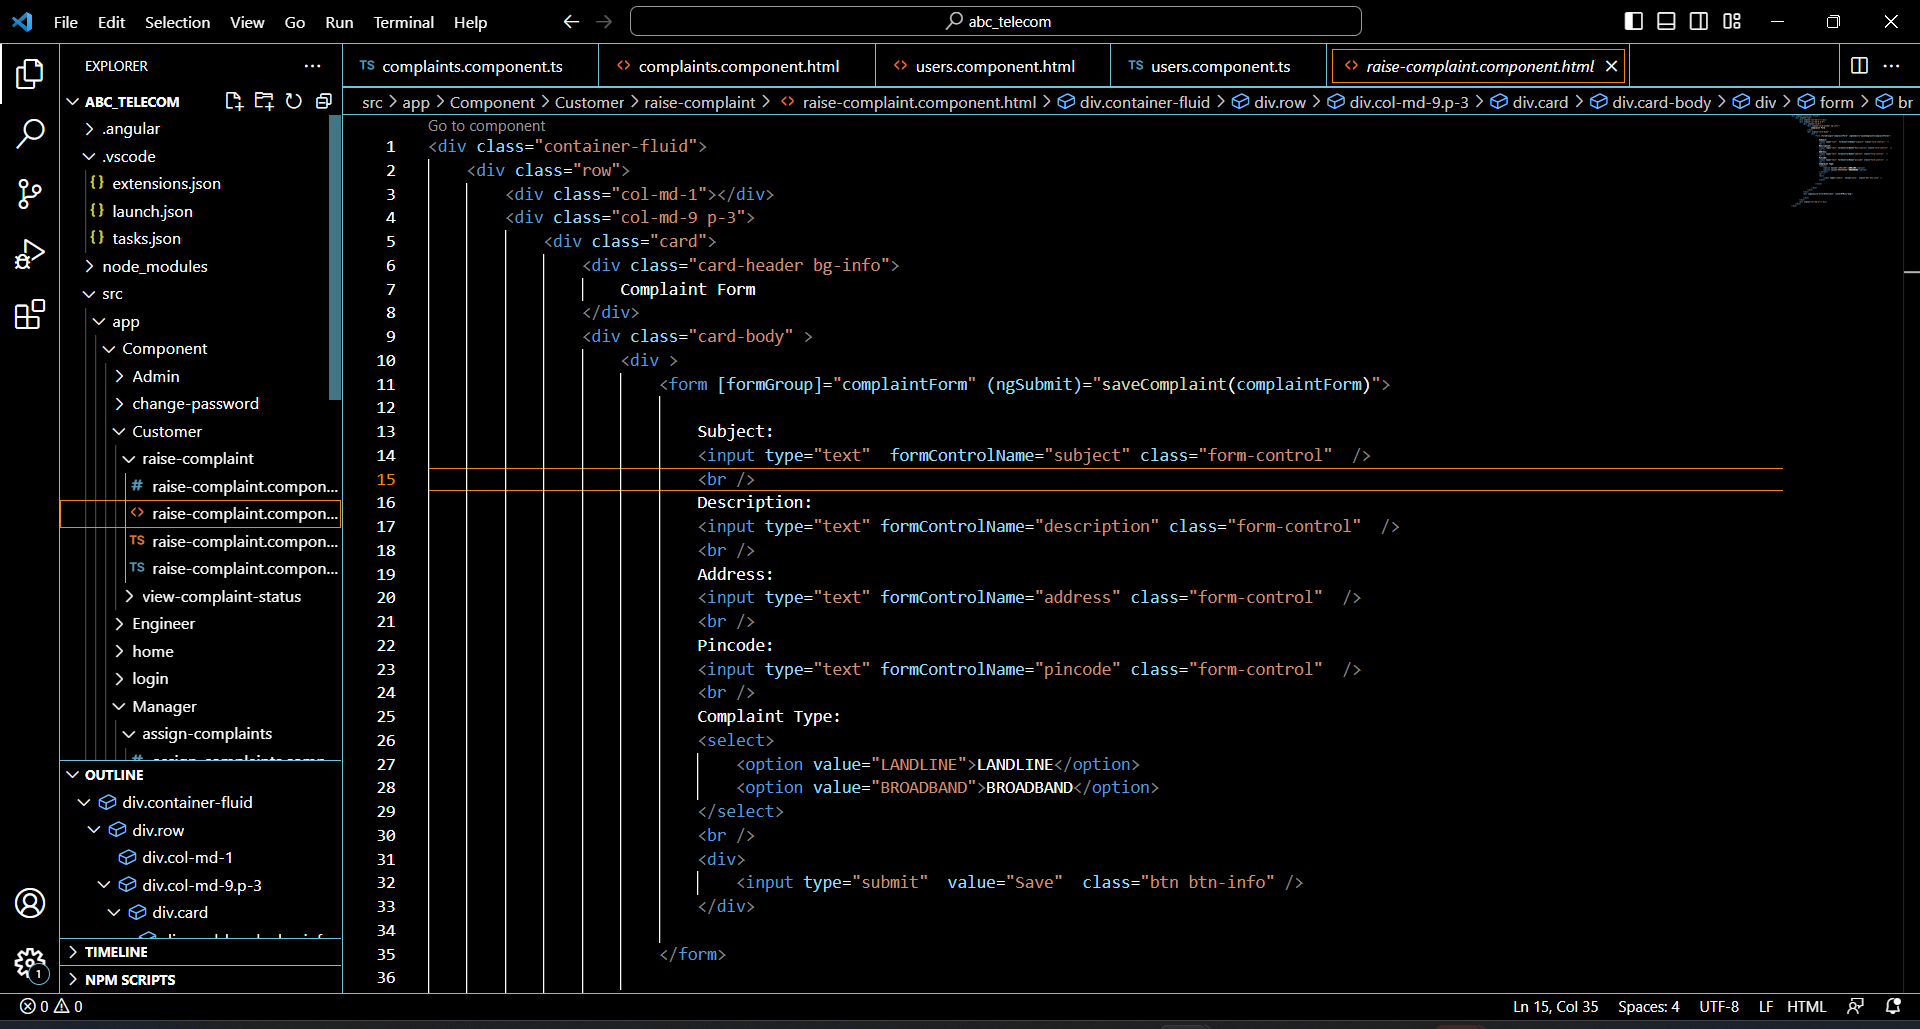 File Edit Selection View Go Run Terminal Help
abc_telecom
EXPLORER
ABC_TELECOM
.angular
.vscode
{} extensions.json
{} launch.json
{} tasks.json
node_modules
src
app
Component
Admin
change-password
Customer
raise-complaint
# raise-complaint.compon...
<> raise-complaint.compon...
TS raise-complaint.compon...
TS raise-complaint.compon...
view-complaint-status
Engineer
home
login
Manager
assign-complaints
OUTLINE
div.container-fluid
div.row
div.col-md-1
div.col-md-9.p-3
div.card
TIMELINE
NPM SCRIPTS
TS complaints.component.ts <> complaints.component.html <> users.component.html TS users.component.ts <> raise-complaint.component.html
src > app > Component > Customer > raise-complaint > <> raise-complaint.component.html > div.container-fluid > div.row > div.col-md-9.p-3 > div.card > div.card-body > div > form > br
Go to component
1 <div class="container-fluid">
2 <div class="row">
3 <div class="col-md-1"></div>
4 <div class="col-md-9 p-3">
5 <div class="card">
6 <div class="card-header bg-info">
7 Complaint Form
8 </div>
9 <div class="card-body" >
10 <div >
11 <form [formGroup]="complaintForm" (ngSubmit)="saveComplaint(complaintForm)">
12
13 Subject:
14 <input type="text"  formControlName="subject" class="form-control"  />
15 <br />
16 Description:
17 <input type="text" formControlName="description" class="form-control"  />
18 <br />
19 Address:
20 <input type="text" formControlName="address" class="form-control"  />
21 <br />
22 Pincode:
23 <input type="text" formControlName="pincode" class="form-control"  />
24 <br />
25 Complaint Type:
26 <select>
27 <option value="LANDLINE">LANDLINE</option>
28 <option value="BROADBAND">BROADBAND</option>
29 </select>
30 <br />
31 <div>
32 <input type="submit"  value="Save"  class="btn btn-info" />
33 </div>
34
35 </form>
36
1
0 0
Ln 15, Col 35 Spaces: 4 UTF-8 LF HTML